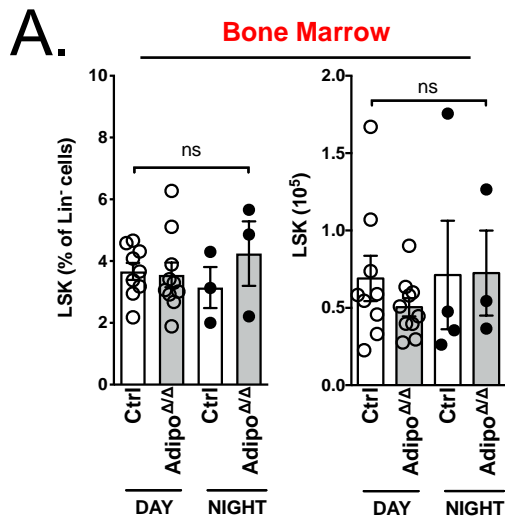 A.
Bone Marrow
LSK (% of Lin⁻ cells)
10
8
6
4
2
0
ns
Ctrl
Adipo^Δ/Δ
Ctrl
Adipo^Δ/Δ
DAY
NIGHT
LSK (10⁵)
2.0
1.5
1.0
0.5
0.0
ns
Ctrl
Adipo^Δ/Δ
Ctrl
Adipo^Δ/Δ
DAY
NIGHT